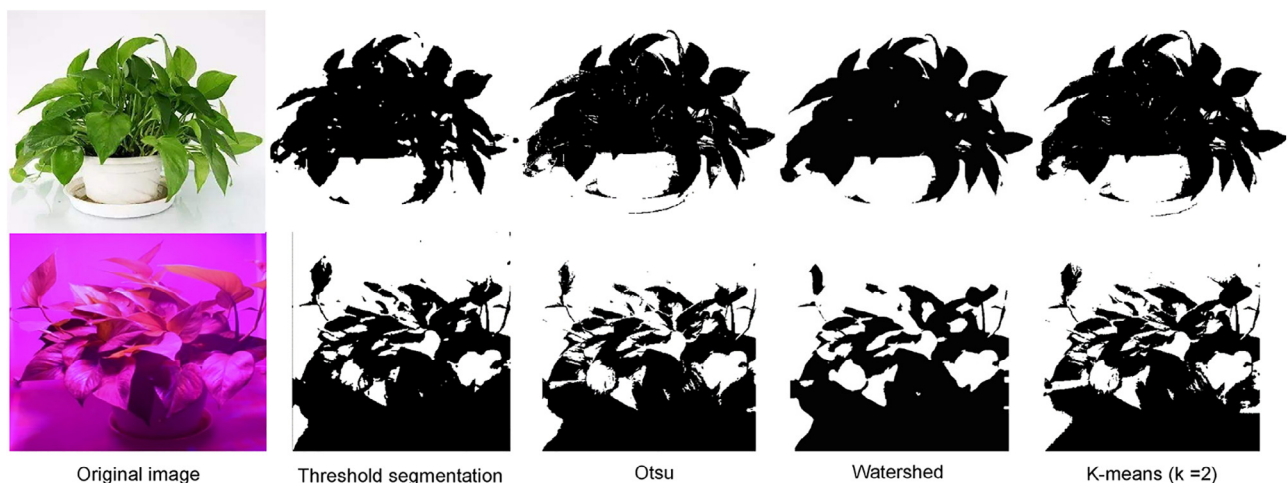 Original image
Threshold segmentation
Otsu
Watershed
K-means (k =2)